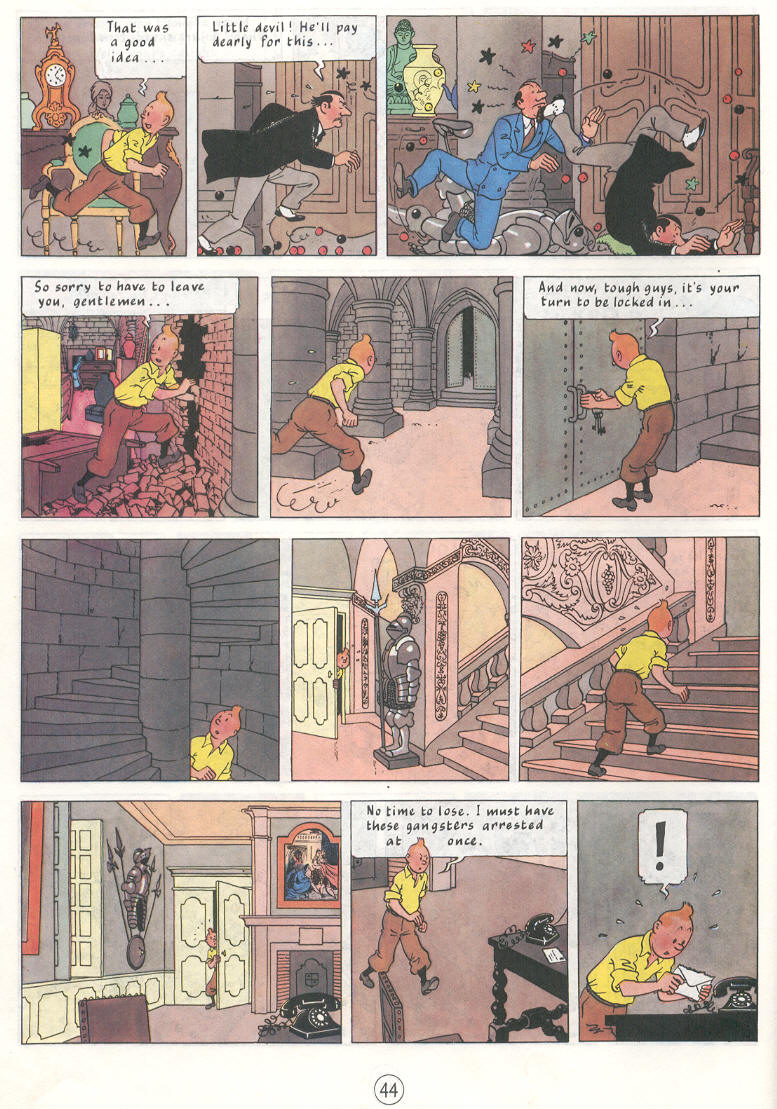 That was
a good
idea...
Little devil! He'll pay
dearly for this...
So sorry to have to leave
you, gentlemen...
And now, tough guys, it's your
turn to be locked in...
No time to lose. I must have
these gangsters arrested
at once.
!
44